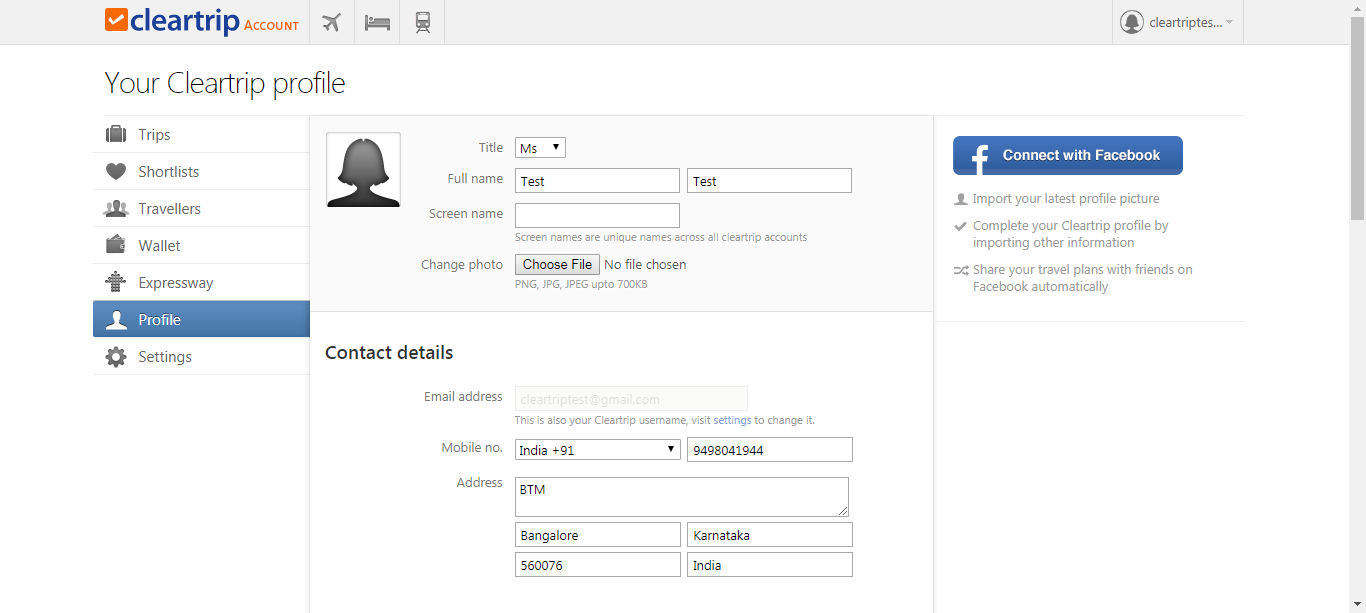 cleartrip ACCOUNT
cleartriptes...
Your Cleartrip profile
Trips
Shortlists
Travellers
Wallet
Expressway
Profile
Settings
Title Ms
Full name Test Test
Screen name
Screen names are unique names across all cleartrip accounts
Change photo Choose File No file chosen
PNG, JPG, JPEG upto 700KB
Contact details
Email address cleartriptest@gmail.com
This is also your Cleartrip username, visit settings to change it.
Mobile no. India +91 9498041944
Address BTM
Bangalore Karnataka
560076 India
f Connect with Facebook
Import your latest profile picture
Complete your Cleartrip profile by
importing other information
Share your travel plans with friends on
Facebook automatically